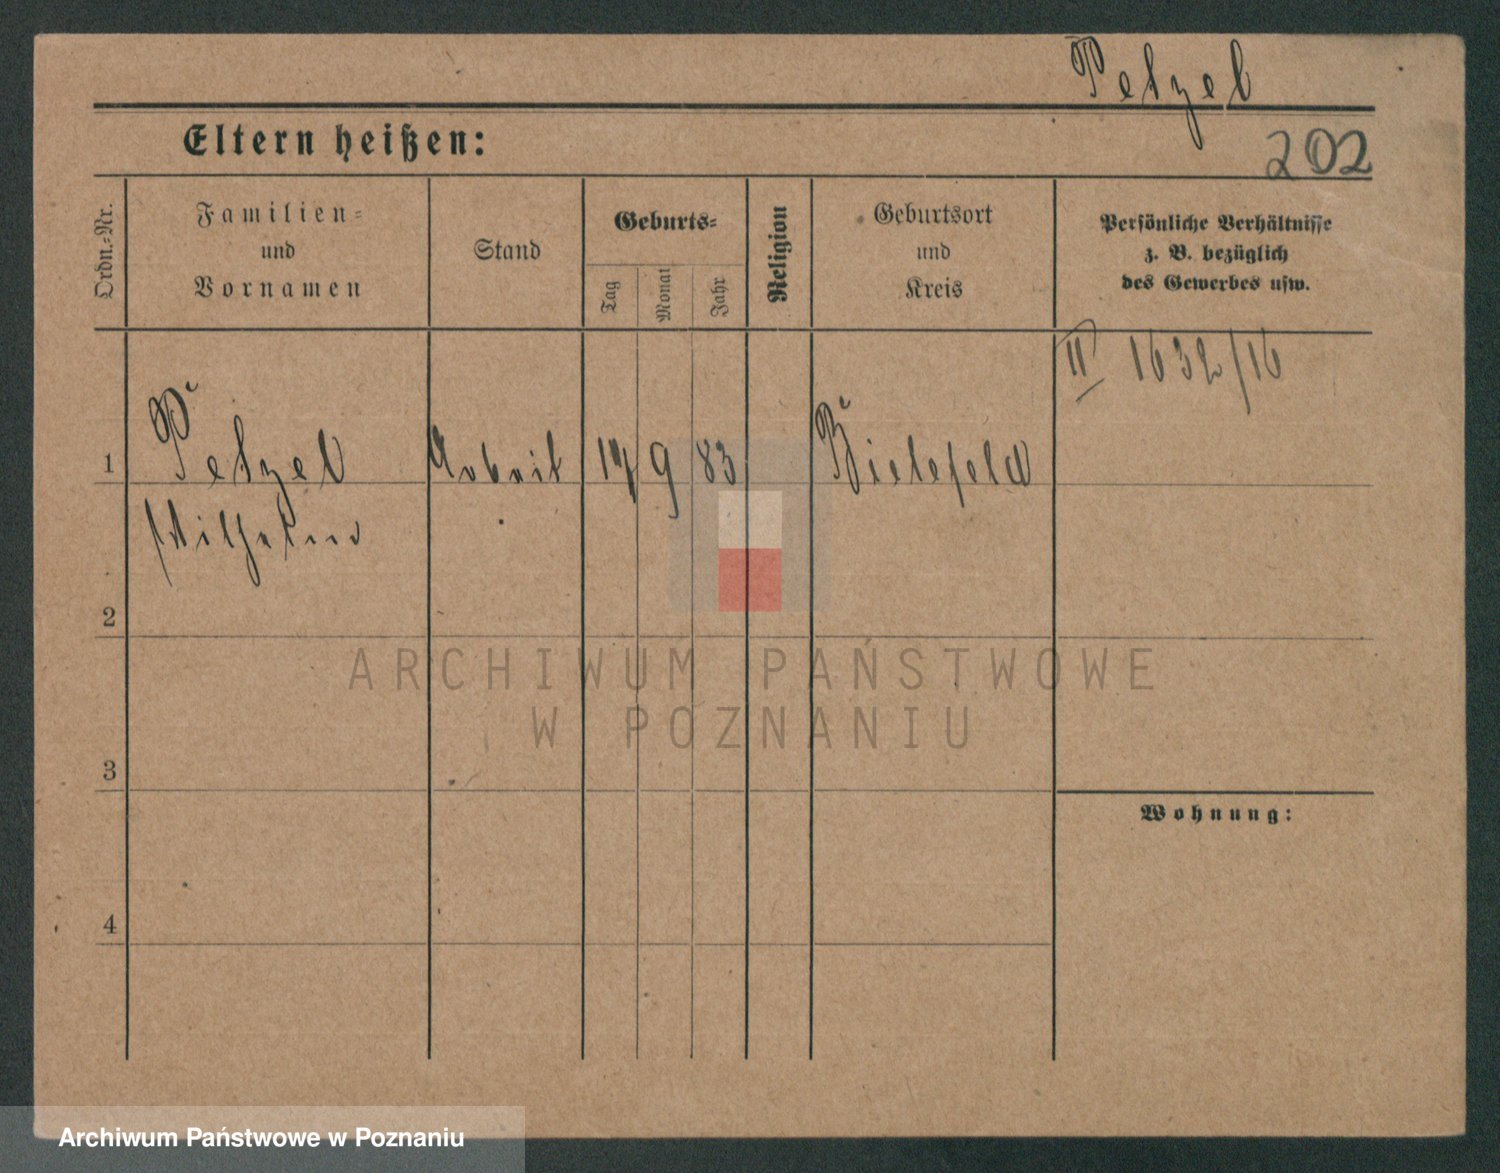 Petzel
Eltern heißen:
202
Ordn.-Nr.
Familien-
und
Vornamen
Stand
Geburts-
Tag
Monat
Jahr
Religion
Geburtsort
und
Kreis
Persönliche Verhältnisse
z. B. bezüglich
des Gewerbes usw.
II 1632/16
1
Petzel
Arbeit
9
83
Bielefeld
Wilhelm
2
ARCHIWUM PAŃSTWOWE
W POZNANIU
3
Wohnung:
4
Archiwum Państwowe w Poznaniu